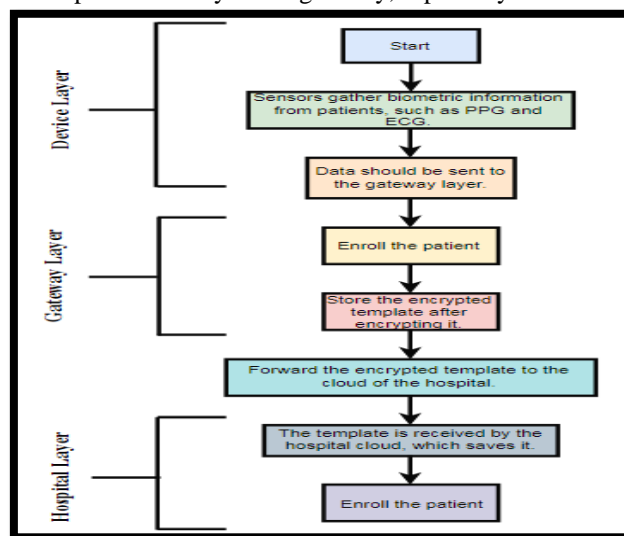 Device Layer
Start
Sensors gather biometric information
from patients, such as PPG and
ECG.
Data should be sent to
the gateway layer.
Gateway Layer
Enroll the patient
Store the encrypted
template after
encrypting it.
Forward the encrypted template to the
cloud of the hospital.
Hospital Layer
The template is received by the
hospital cloud, which saves it.
Enroll the patient